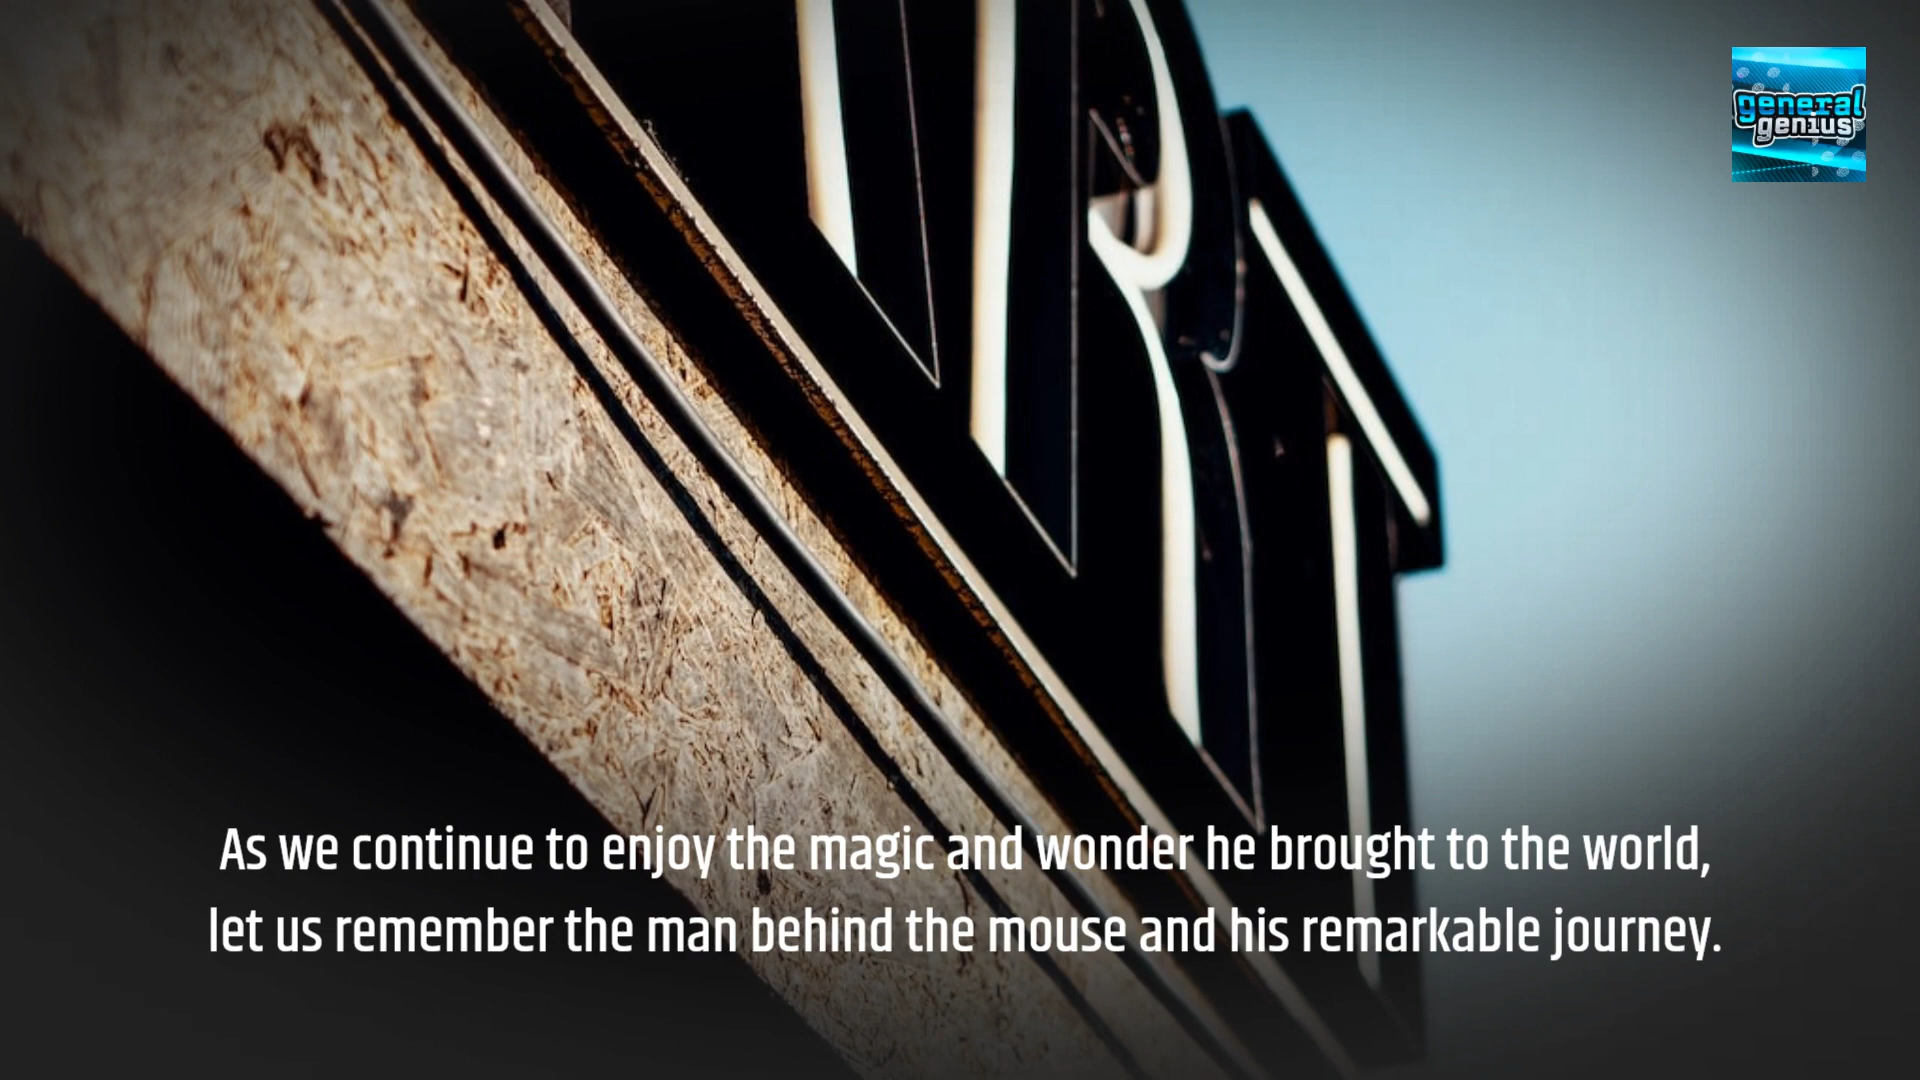 general
genius
ART
As we continue to enjoy the magic and wonder he brought to the world,
let us remember the man behind the mouse and his remarkable journey.